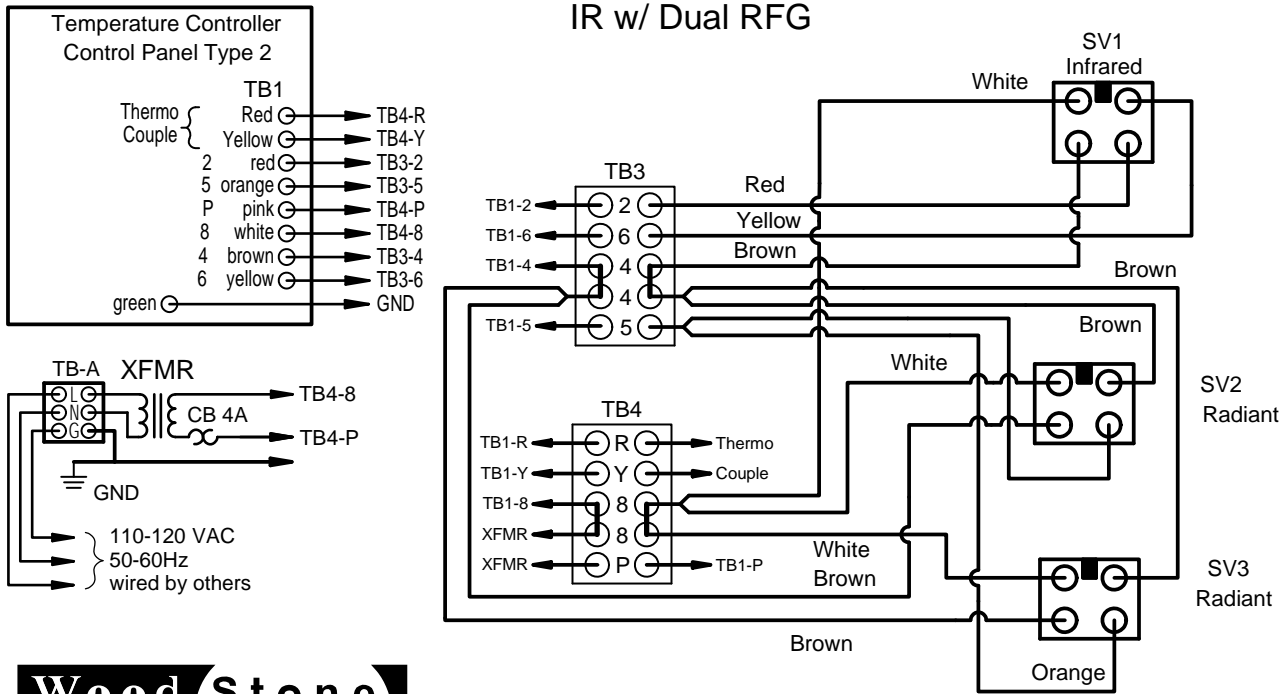 IR w/ Dual RFG
Temperature Controller
Control Panel Type 2
TB1
Thermo
Couple
Red TB4-R
Yellow TB4-Y
2 red TB3-2
5 orange TB3-5
P pink TB4-P
8 white TB4-8
4 brown TB3-4
6 yellow TB3-6
green GND
TB-A XFMR
L
N
G
CB 4A
TB4-8
TB4-P
GND
110-120 VAC
50-60Hz
wired by others
TB3
TB1-2 2 Red
TB1-6 6 Yellow
TB1-4 4 Brown
4
TB1-5 5
TB4
TB1-R R Thermo
TB1-Y Y Couple
TB1-8 8
XFMR 8
XFMR P TB1-P
White
SV1
Infrared
Brown
Brown
White
SV2
Radiant
White
Brown
SV3
Radiant
Brown
Orange
Wood Stone